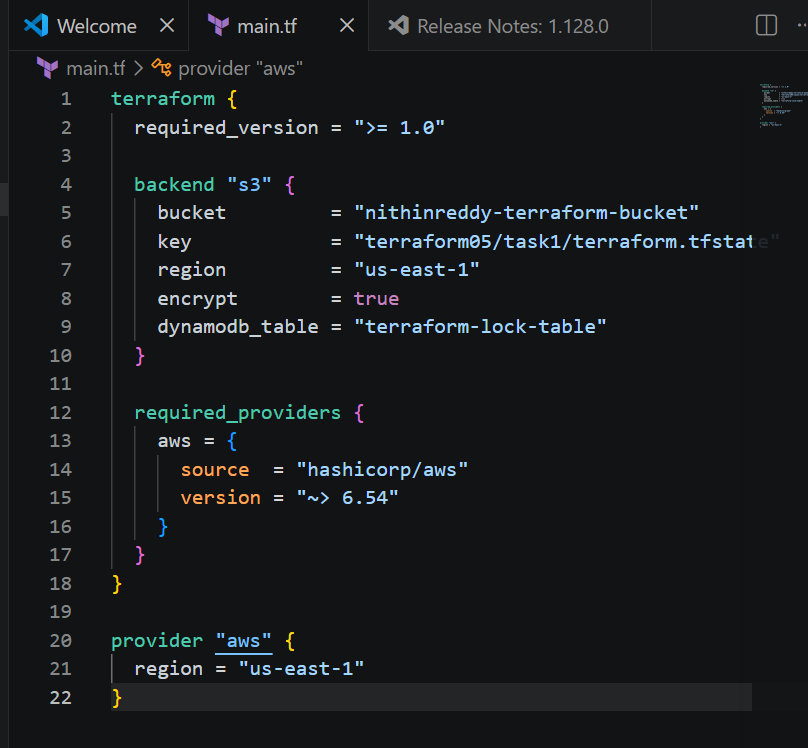 Welcome
main.tf
Release Notes: 1.128.0
main.tf > provider "aws"
1 terraform {
2   required_version = ">= 1.0"
3
4   backend "s3" {
5     bucket         = "nithinreddy-terraform-bucket"
6     key            = "terraform05/task1/terraform.tfstate"
7     region         = "us-east-1"
8     encrypt        = true
9     dynamodb_table = "terraform-lock-table"
10   }
11
12   required_providers {
13     aws = {
14       source  = "hashicorp/aws"
15       version = "~> 6.54"
16     }
17   }
18 }
19
20 provider "aws" {
21   region = "us-east-1"
22 }